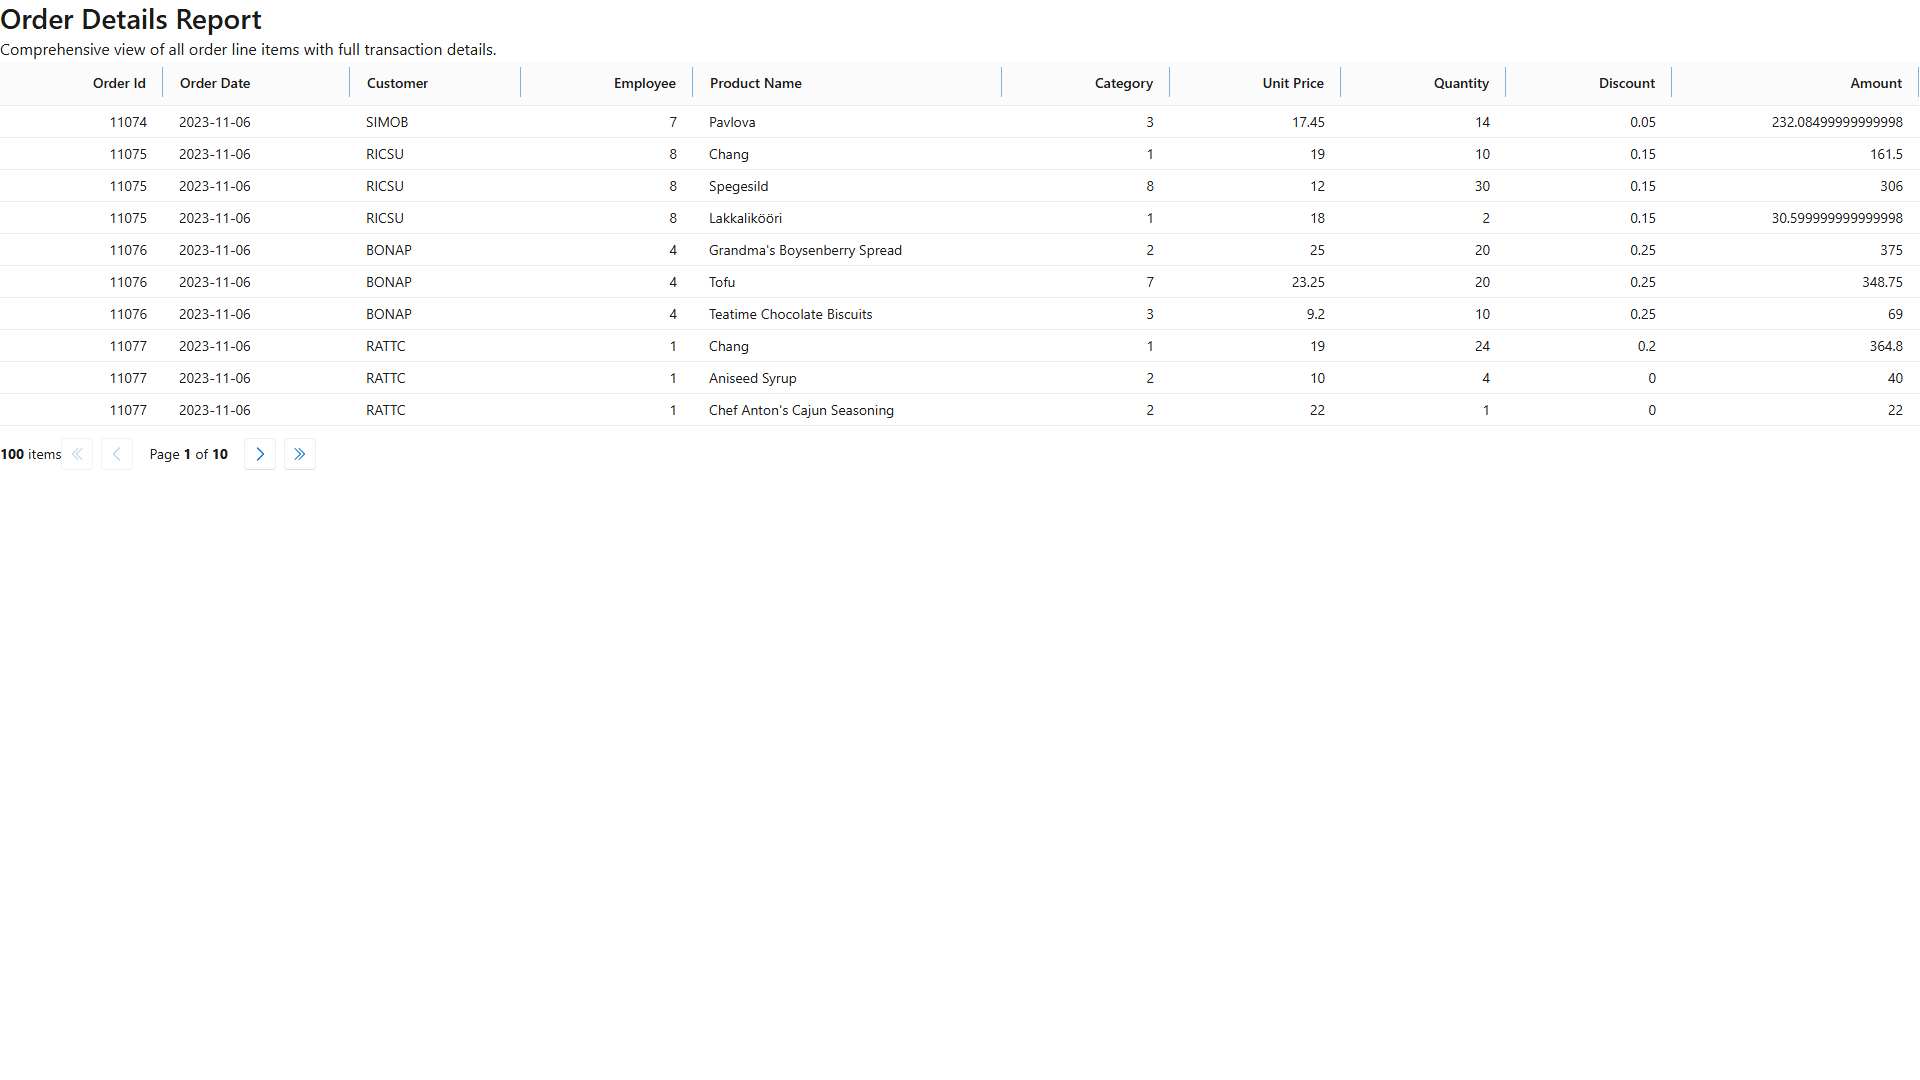 Order Details Report
Comprehensive view of all order line items with full transaction details.
Order Id Order Date Customer Employee Product Name Category Unit Price Quantity Discount Amount
11074 2023-11-06 SIMOB 7 Pavlova 3 17.45 14 0.05 232.08499999999998
11075 2023-11-06 RICSU 8 Chang 1 19 10 0.15 161.5
11075 2023-11-06 RICSU 8 Spegesild 8 12 30 0.15 306
11075 2023-11-06 RICSU 8 Lakkalikööri 1 18 2 0.15 30.599999999999998
11076 2023-11-06 BONAP 4 Grandma's Boysenberry Spread 2 25 20 0.25 375
11076 2023-11-06 BONAP 4 Tofu 7 23.25 20 0.25 348.75
11076 2023-11-06 BONAP 4 Teatime Chocolate Biscuits 3 9.2 10 0.25 69
11077 2023-11-06 RATTC 1 Chang 1 19 24 0.2 364.8
11077 2023-11-06 RATTC 1 Aniseed Syrup 2 10 4 0 40
11077 2023-11-06 RATTC 1 Chef Anton's Cajun Seasoning 2 22 1 0 22
100 items Page 1 of 10